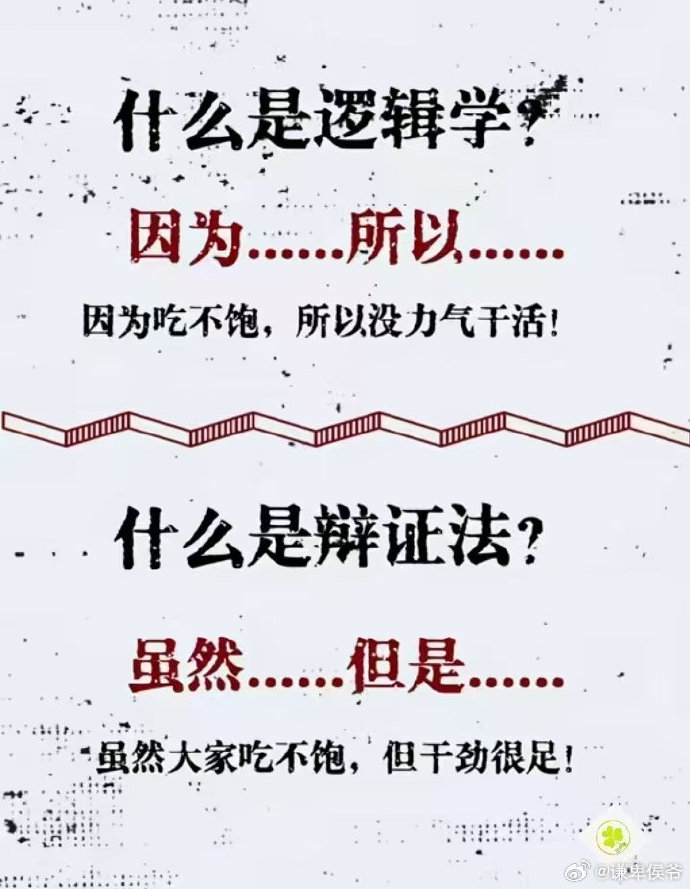 什么是逻辑学?
因为......所以......
因为吃不饱，所以没力气干活!
什么是辩证法?
虽然......但是......
虽然大家吃不饱，但干劲很足!
@谦卑侯爷